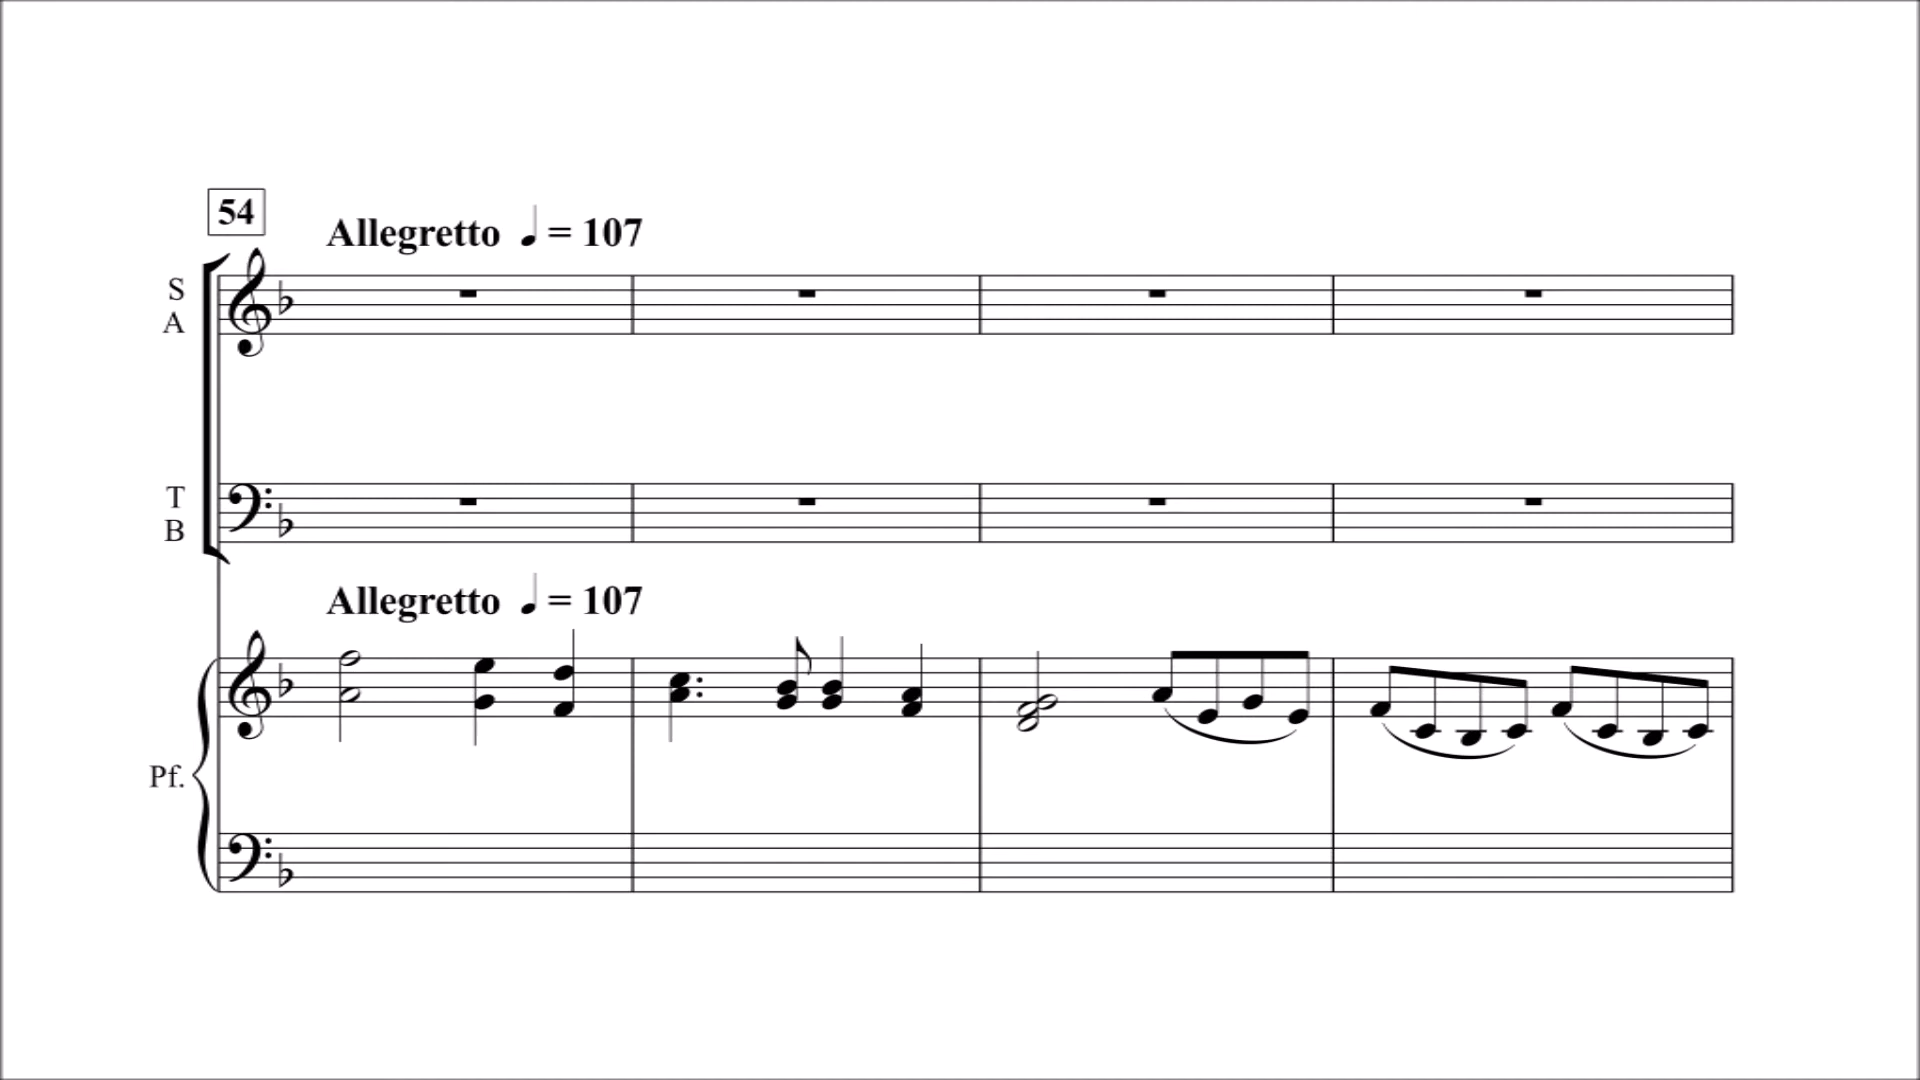 54
Allegretto ♩ = 107
S
A
T
B
Allegretto ♩ = 107
Pf.